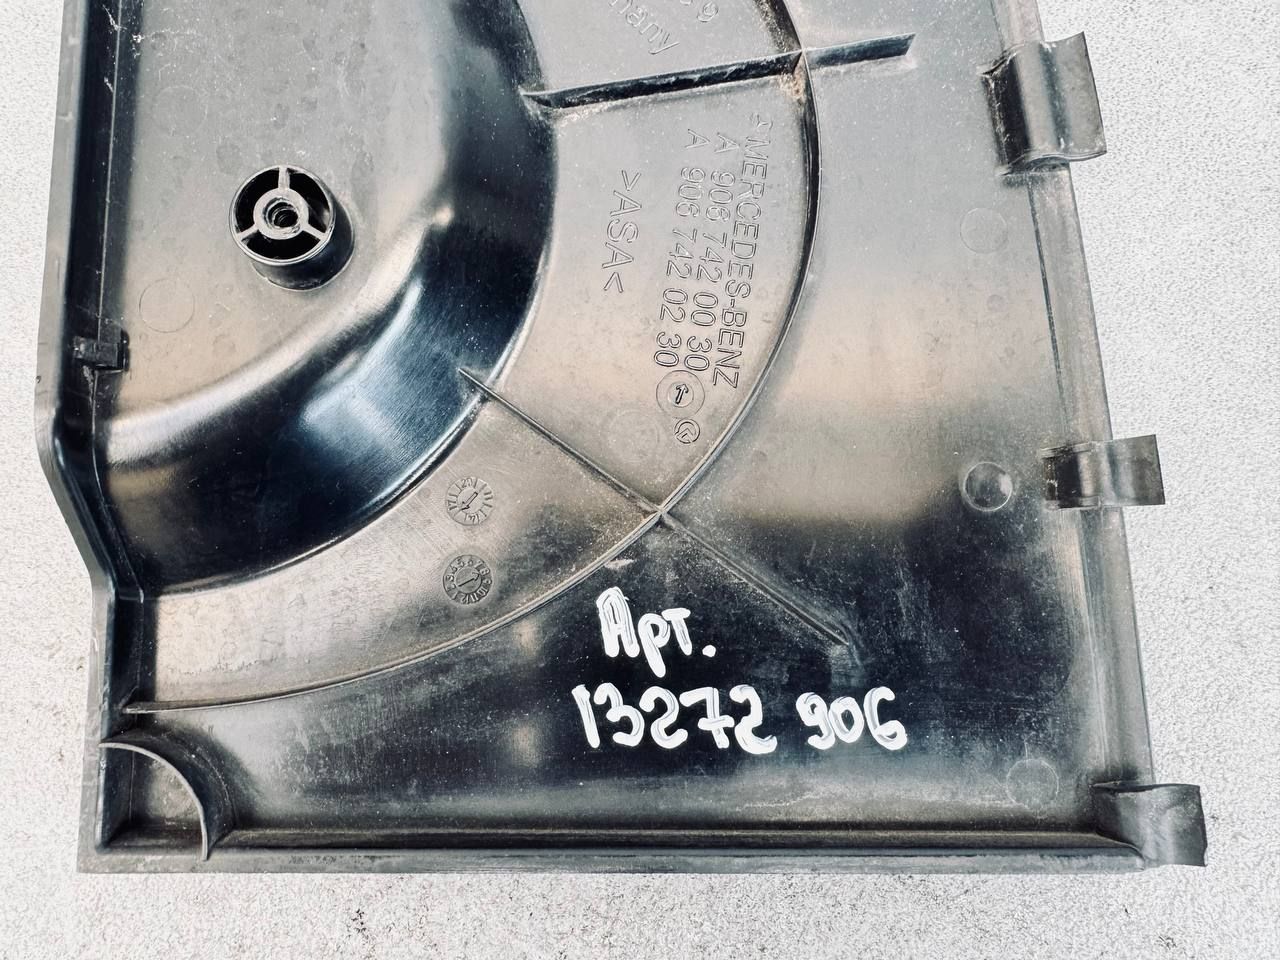 MERCEDES-BENZ
A 906 742 00 30
A 906 742 02 30
>ASA<
Арт.
13272 906